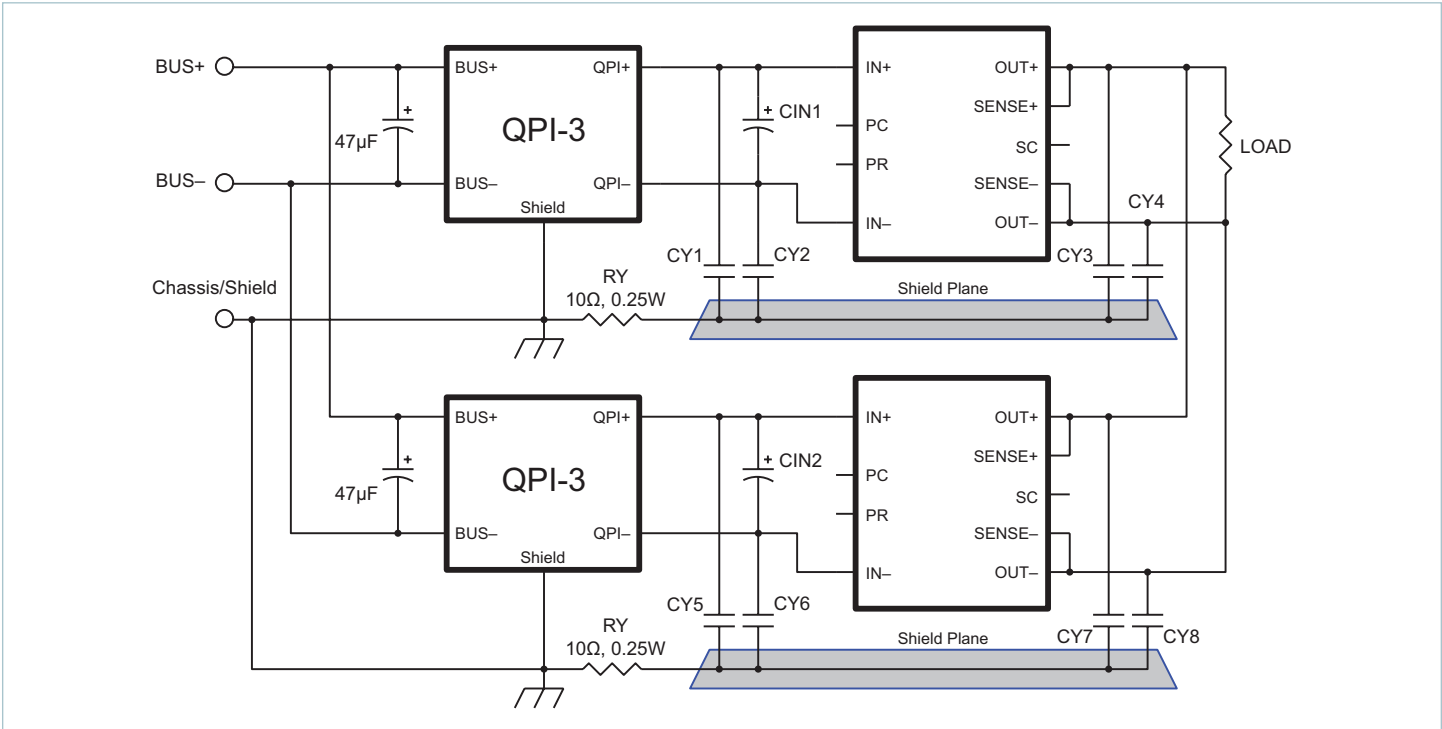 BUS+
BUS–
Chassis/Shield
47µF
+
BUS+
QPI+
QPI-3
BUS–
QPI–
Shield
+ CIN1
IN+
OUT+
SENSE+
PC
SC
PR
SENSE–
IN–
OUT–
LOAD
CY1
CY2
CY3
CY4
RY
10Ω, 0.25W
Shield Plane
47µF
+
BUS+
QPI+
QPI-3
BUS–
QPI–
Shield
+ CIN2
IN+
OUT+
SENSE+
PC
SC
PR
SENSE–
IN–
OUT–
CY5
CY6
CY7
CY8
RY
10Ω, 0.25W
Shield Plane